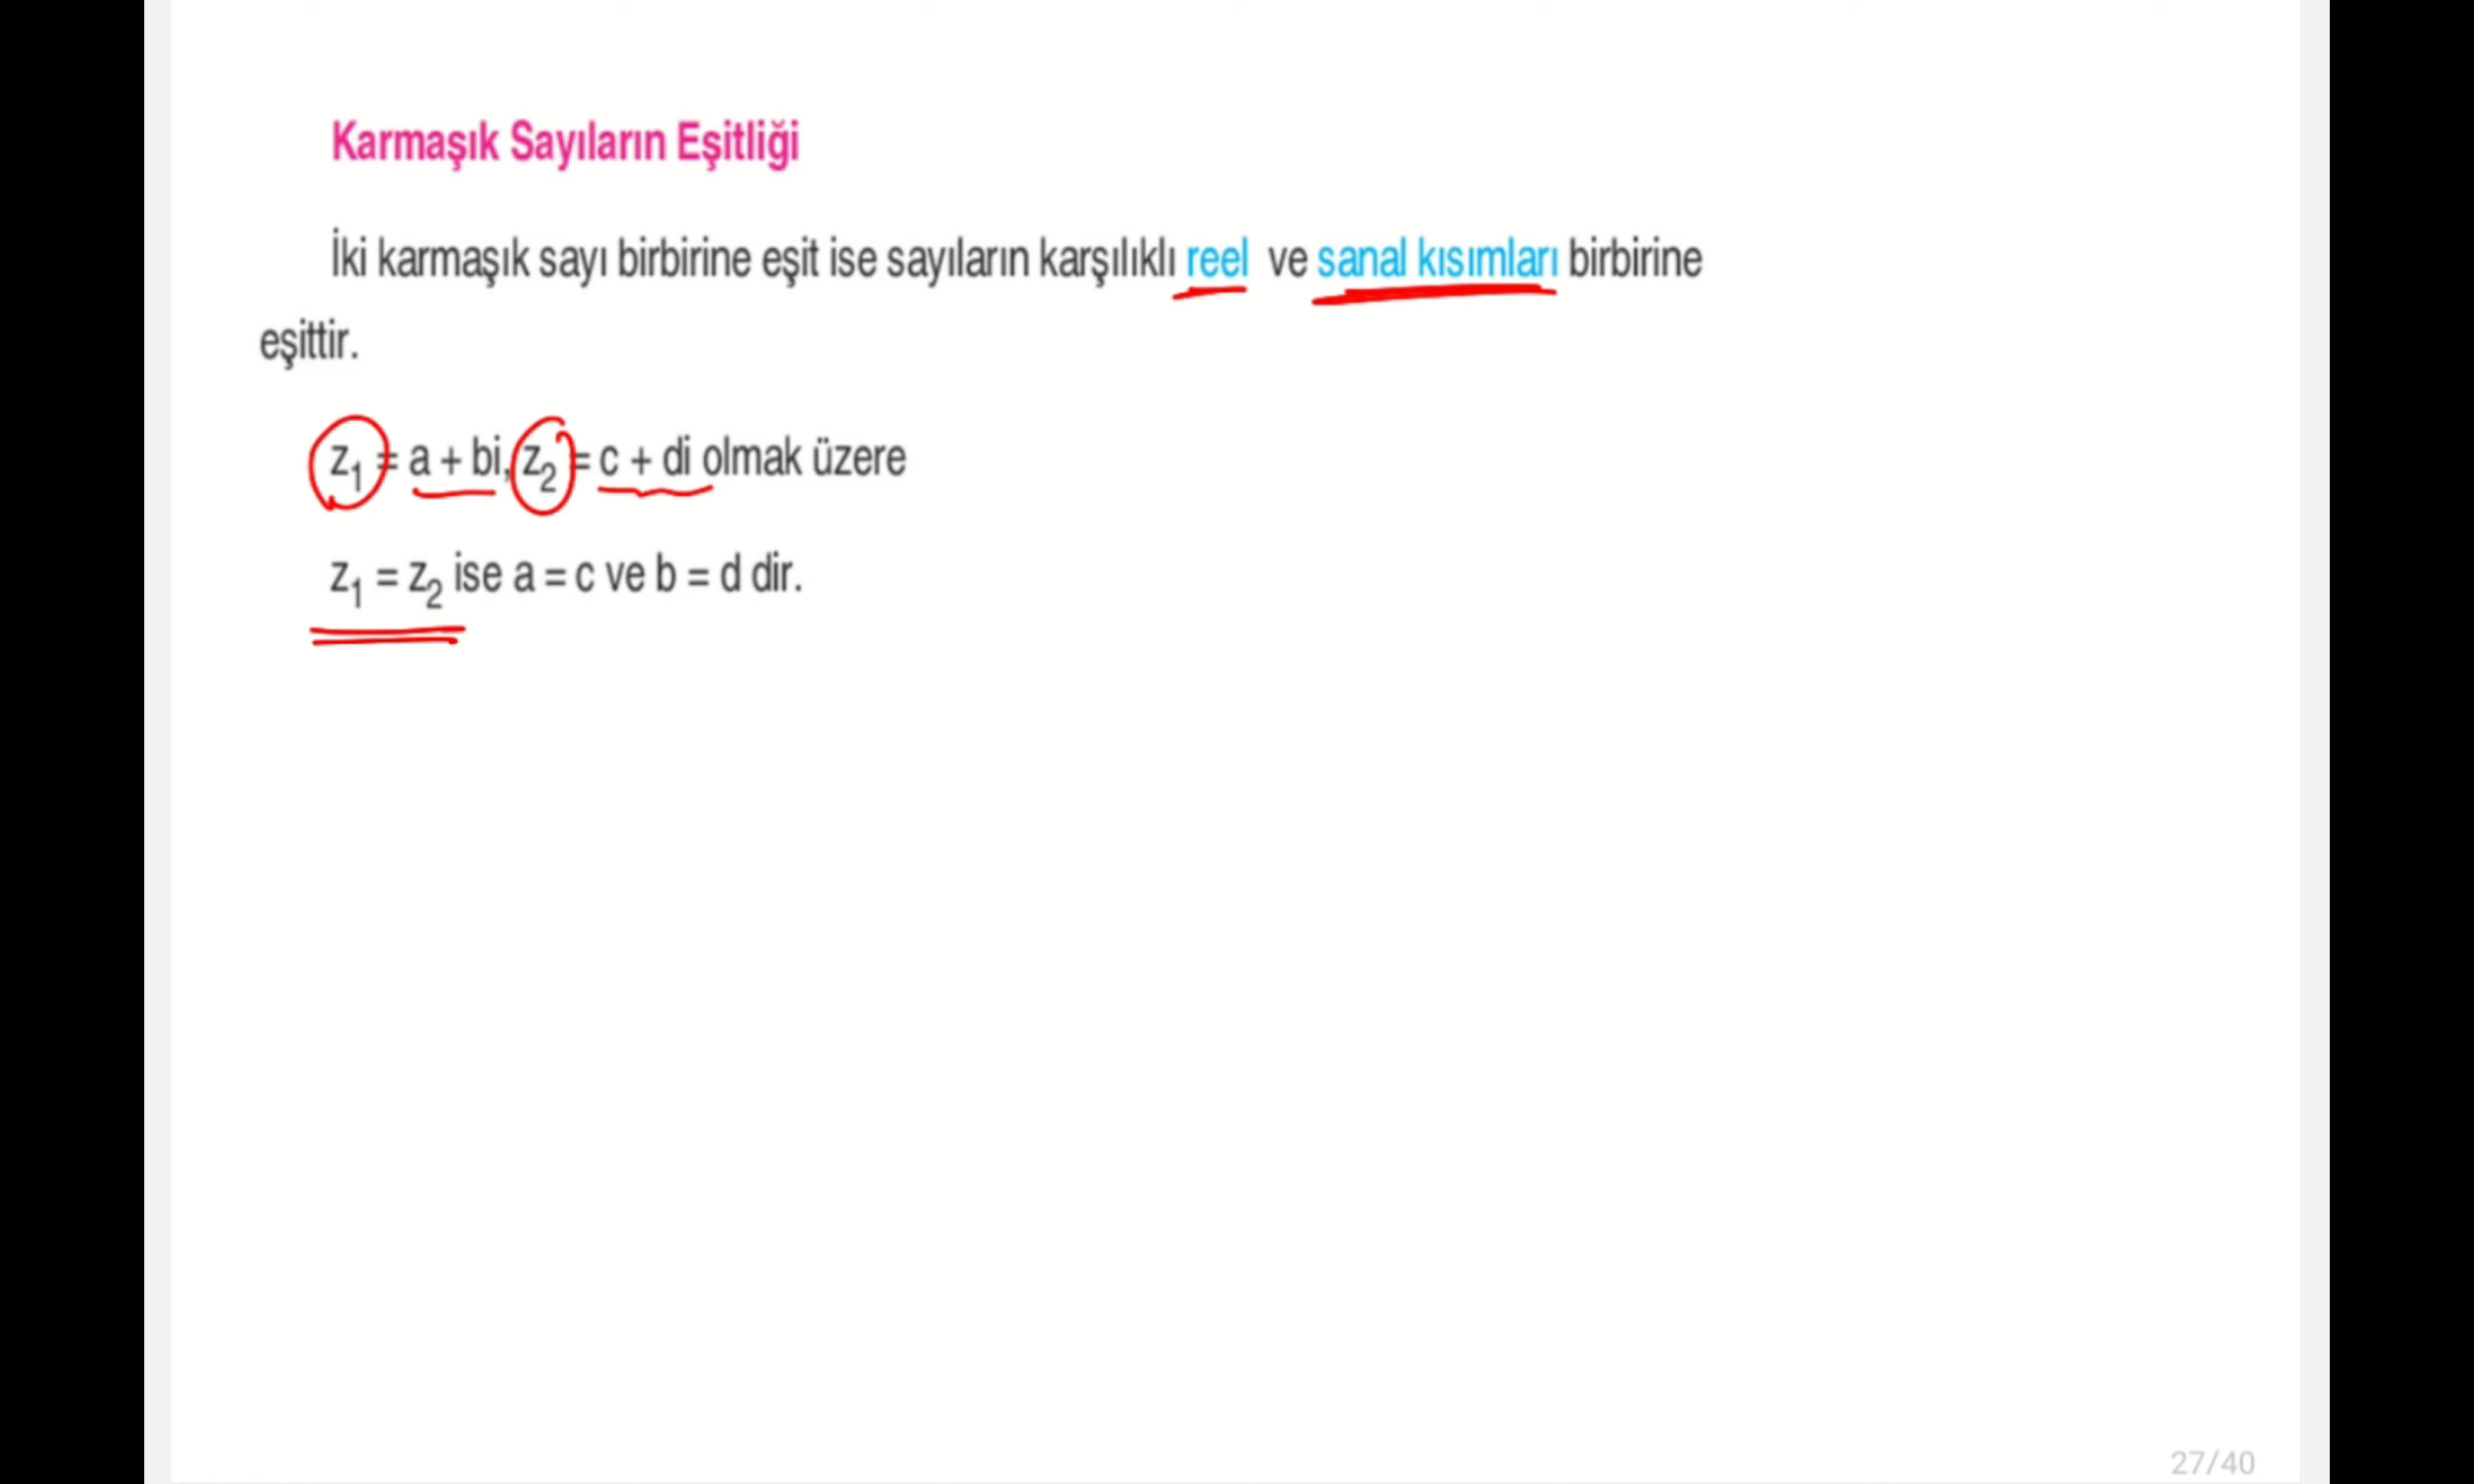 Karmaşık Sayıların Eşitliği
İki karmaşık sayı birbirine eşit ise sayıların karşılıklı reel ve sanal kısımları birbirine
eşittir.
z₁ = a + bi, z₂ = c + di olmak üzere
z₁ = z₂ ise a = c ve b = d dir.
27/40